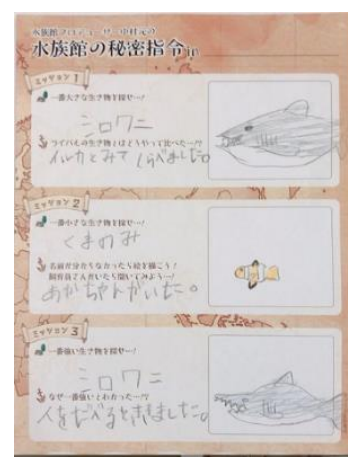 水族館プロデューサー中村元の
水族館の秘密指令in
ミッション1
一番大きな生き物を探せ…!
シロワニ
ライバルの生き物とはどうやって比べた…!?
イルカとみてくらべました。
ミッション2
一番小さな生き物を探せ…!
くまのみ
名前が分からなかったら絵を描こう!
飼育員さんがいたら聞いてみよう…!
あかちゃんがいた。
ミッション3
一番強い生き物を探せ…!
シロワニ
なぜ一番強いとわかった…!?
人をたべるとききました。